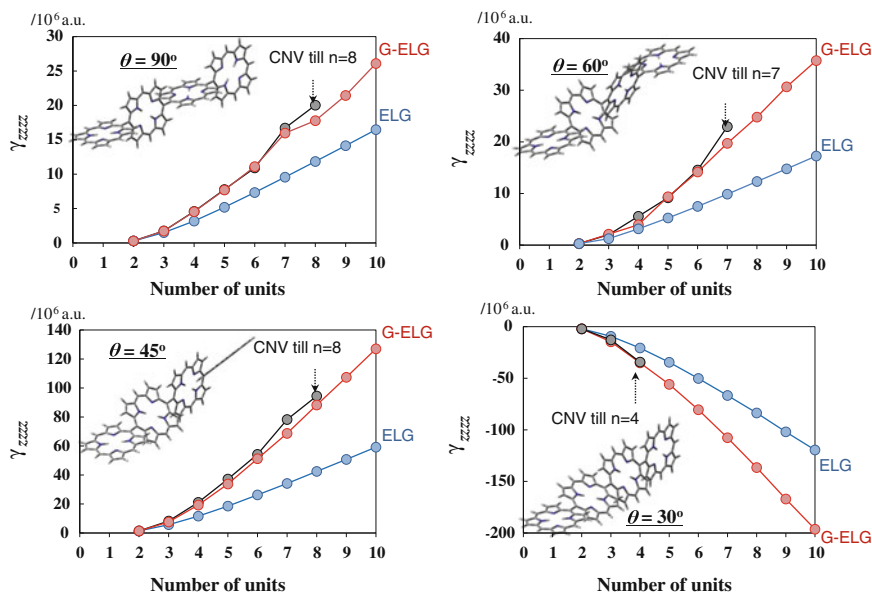 /10⁶ a.u.
30
25
20
15
10
5
0
γzzzz
θ = 90º
CNV till n=8
G-ELG
ELG
0 1 2 3 4 5 6 7 8 9 10
Number of units
/10⁶ a.u.
40
30
20
10
0
γzzzz
θ = 60º
CNV till n=7
G-ELG
ELG
0 1 2 3 4 5 6 7 8 9 10
Number of units
/10⁶ a.u.
140
120
100
80
60
40
20
0
γzzzz
θ = 45º
CNV till n=8
G-ELG
ELG
0 1 2 3 4 5 6 7 8 9 10
Number of units
/10⁶ a.u.
0
-50
-100
-150
-200
γzzzz
CNV till n=4
θ = 30º
ELG
G-ELG
0 1 2 3 4 5 6 7 8 9 10
Number of units